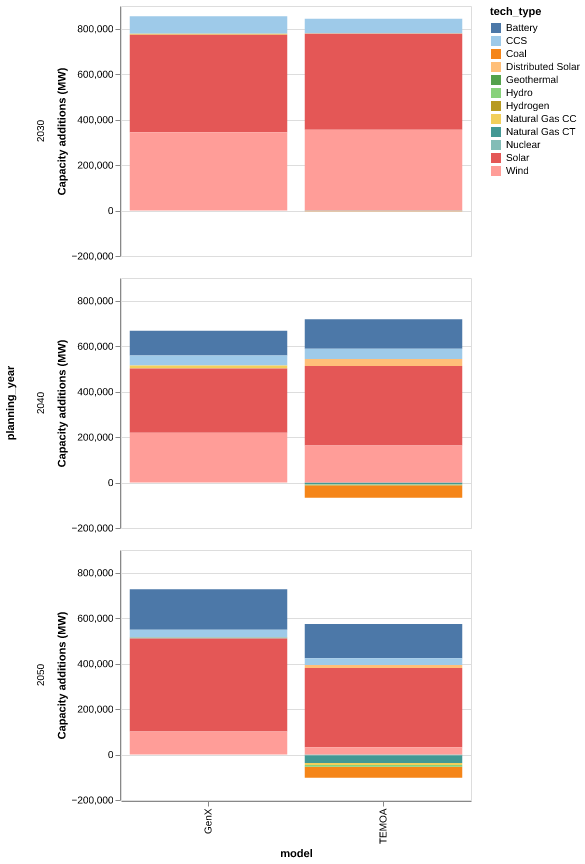 tech_type
Battery
CCS
Coal
Distributed Solar
Geothermal
Hydro
Hydrogen
Natural Gas CC
Natural Gas CT
Nuclear
Solar
Wind
planning_year
2030
Capacity additions (MW)
800,000
600,000
400,000
200,000
0
−200,000
2040
Capacity additions (MW)
800,000
600,000
400,000
200,000
0
−200,000
2050
Capacity additions (MW)
800,000
600,000
400,000
200,000
0
−200,000
GenX
TEMOA
model